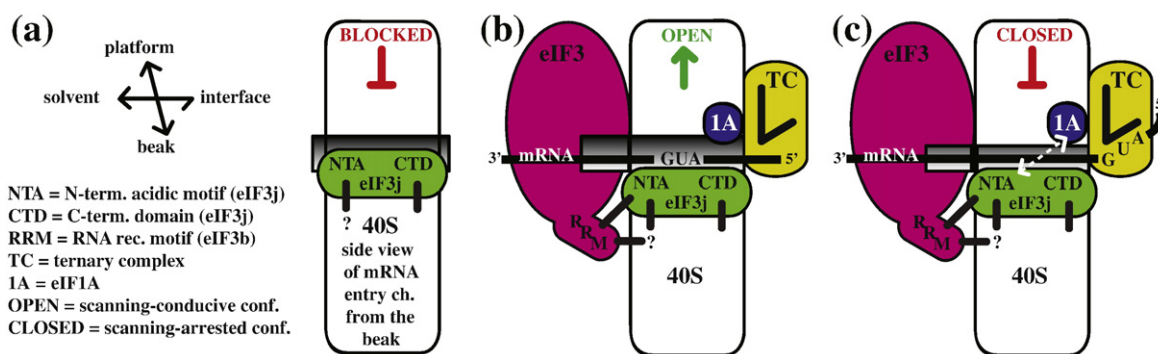 (a)
platform
solvent
interface
beak
NTA = N-term. acidic motif (eIF3j)
CTD = C-term. domain (eIF3j)
RRM = RNA rec. motif (eIF3b)
TC = ternary complex
1A = eIF1A
OPEN = scanning-conducive conf.
CLOSED = scanning-arrested conf.
BLOCKED
NTA CTD
eIF3j
? 40S
side view
of mRNA
entry ch.
from the
beak
(b)
eIF3
OPEN
TC
1A
3’ mRNA GUA 5’
NTA CTD
eIF3j
RRM ?
40S
(c)
eIF3
CLOSED
TC
1A
3’ mRNA GUA
NTA CTD
eIF3j
RRM ?
40S